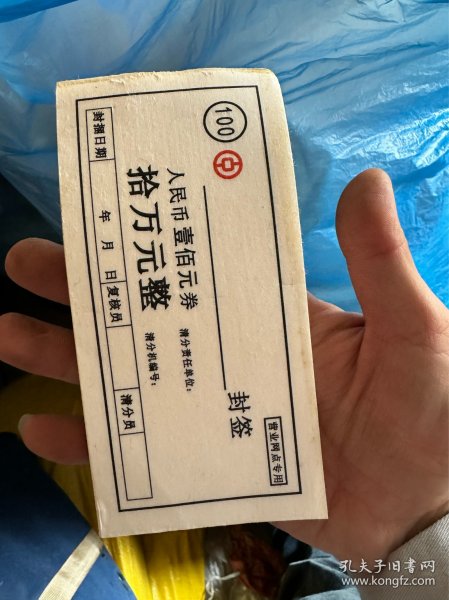 100
封签
营业网点专用
人民币壹佰元券
清分责任单位：
拾万元整
清分机编号：
封捆日期
年 月 日
复核员
清分员
孔夫子旧书网
www.kongfz.com